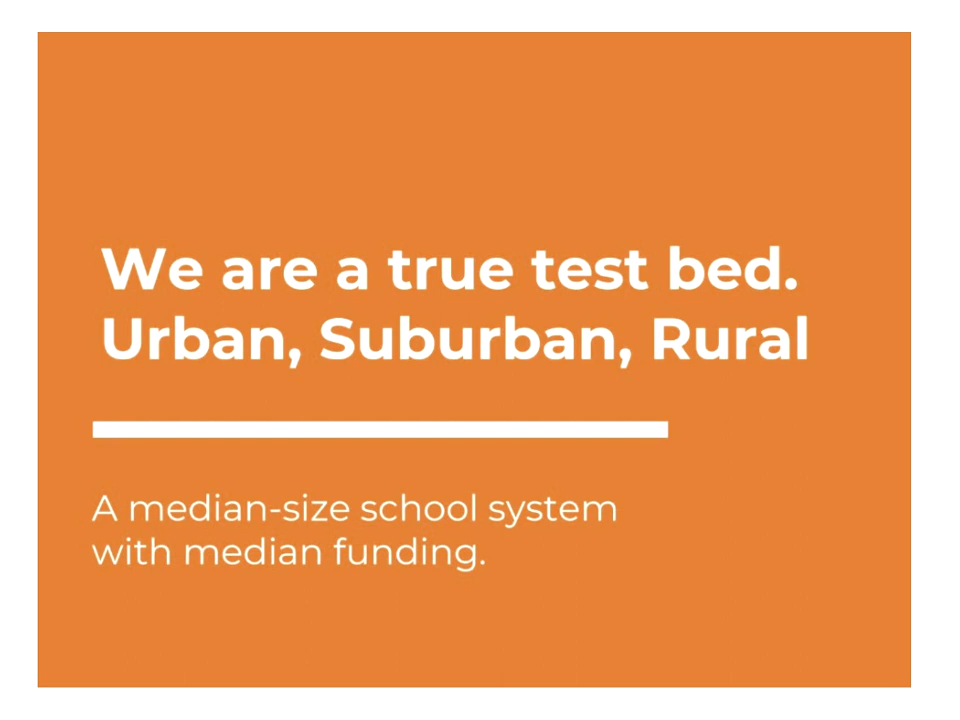 We are a true test bed.
Urban, Suburban, Rural
A median-size school system
with median funding.